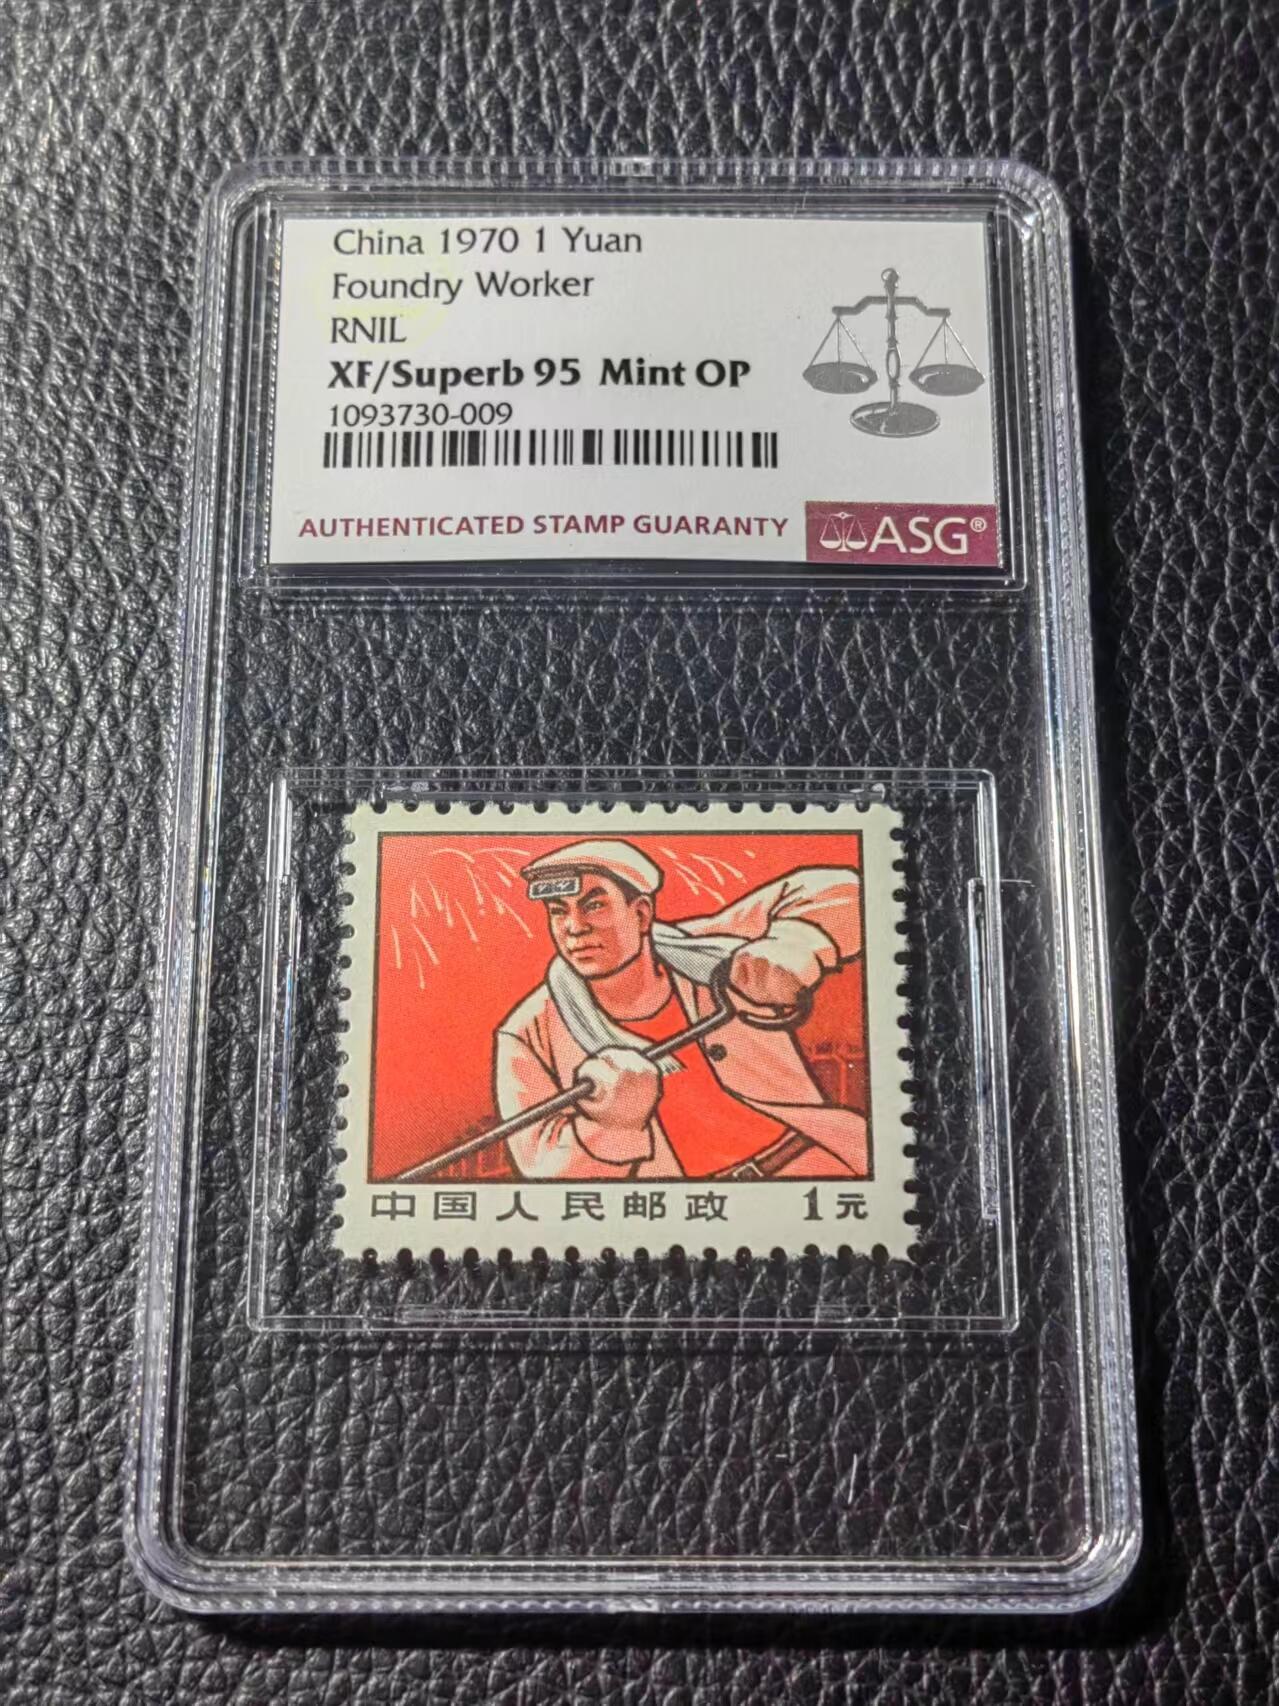 China 1970 1 Yuan
Foundry Worker
RNIL
XF/Superb 95 Mint OP
1093730-009
AUTHENTICATED STAMP GUARANTY
ASG®
中国人民邮政 1元